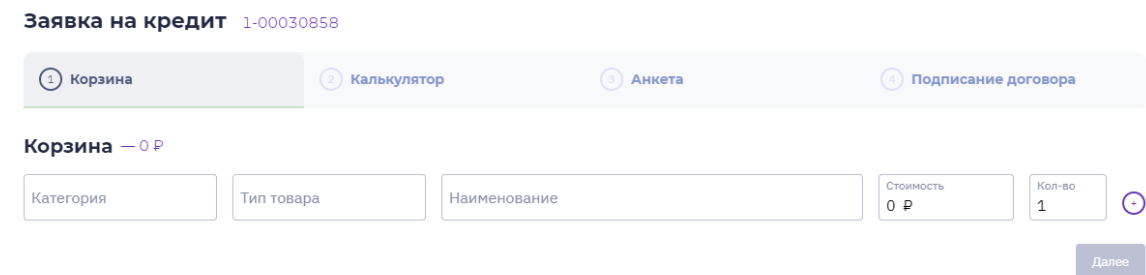 Заявка на кредит 1-00030858
1 Корзина 2 Калькулятор 3 Анкета 4 Подписание договора
Корзина — 0 ₽
Категория Тип товара Наименование Стоимость 0 ₽ Кол-во 1 +
Далее